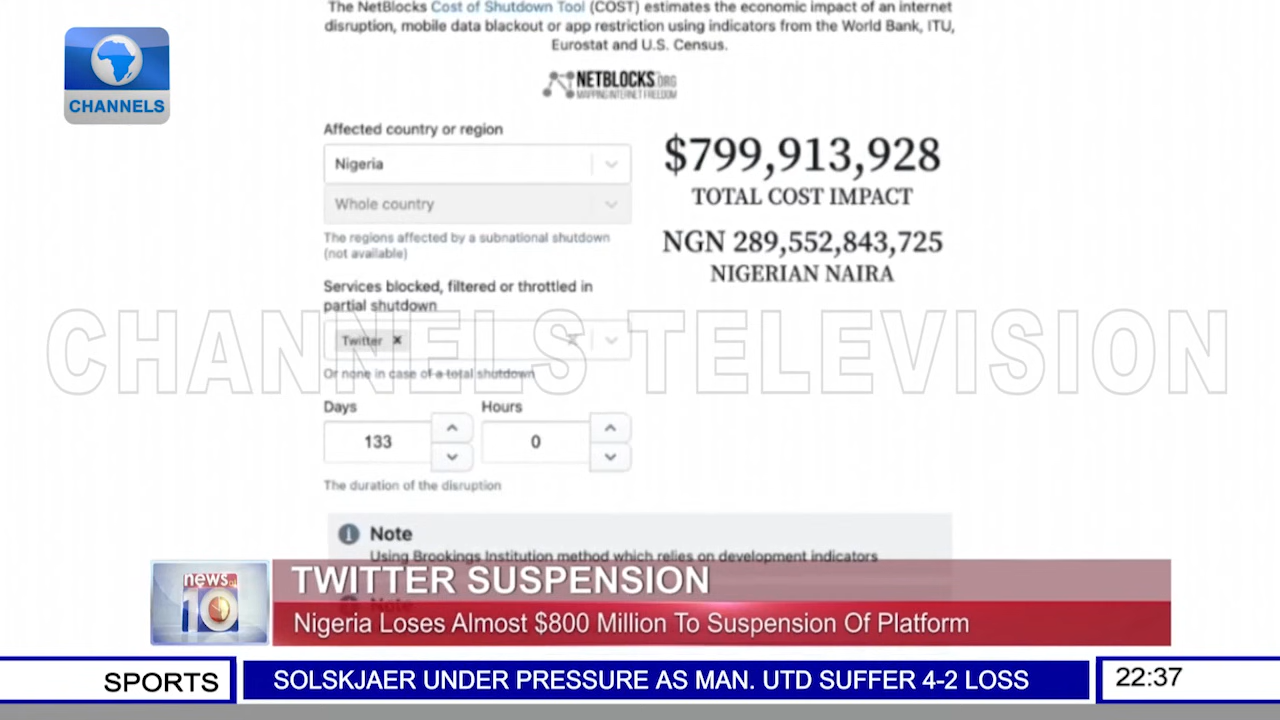 The NetBlocks Cost of Shutdown Tool (COST) estimates the economic impact of an internet
disruption, mobile data blackout or app restriction using indicators from the World Bank, ITU,
Eurostat and U.S. Census.
NETBLOCKS.ORG
MAPPING INTERNET FREEDOM
CHANNELS
Affected country or region
Nigeria
Whole country
The regions affected by a subnational shutdown
(not available)
$799,913,928
TOTAL COST IMPACT
NGN 289,552,843,725
NIGERIAN NAIRA
Services blocked, filtered or throttled in
partial shutdown
Twitter ×
Or none in case of a total shutdown
CHANNELS TELEVISION
Days
Hours
133
0
The duration of the disruption
Note
Using Brookings Institution method which relies on development indicators
Note
news at
10
TWITTER SUSPENSION
Nigeria Loses Almost $800 Million To Suspension Of Platform
SPORTS
SOLSKJAER UNDER PRESSURE AS MAN. UTD SUFFER 4-2 LOSS
22:37